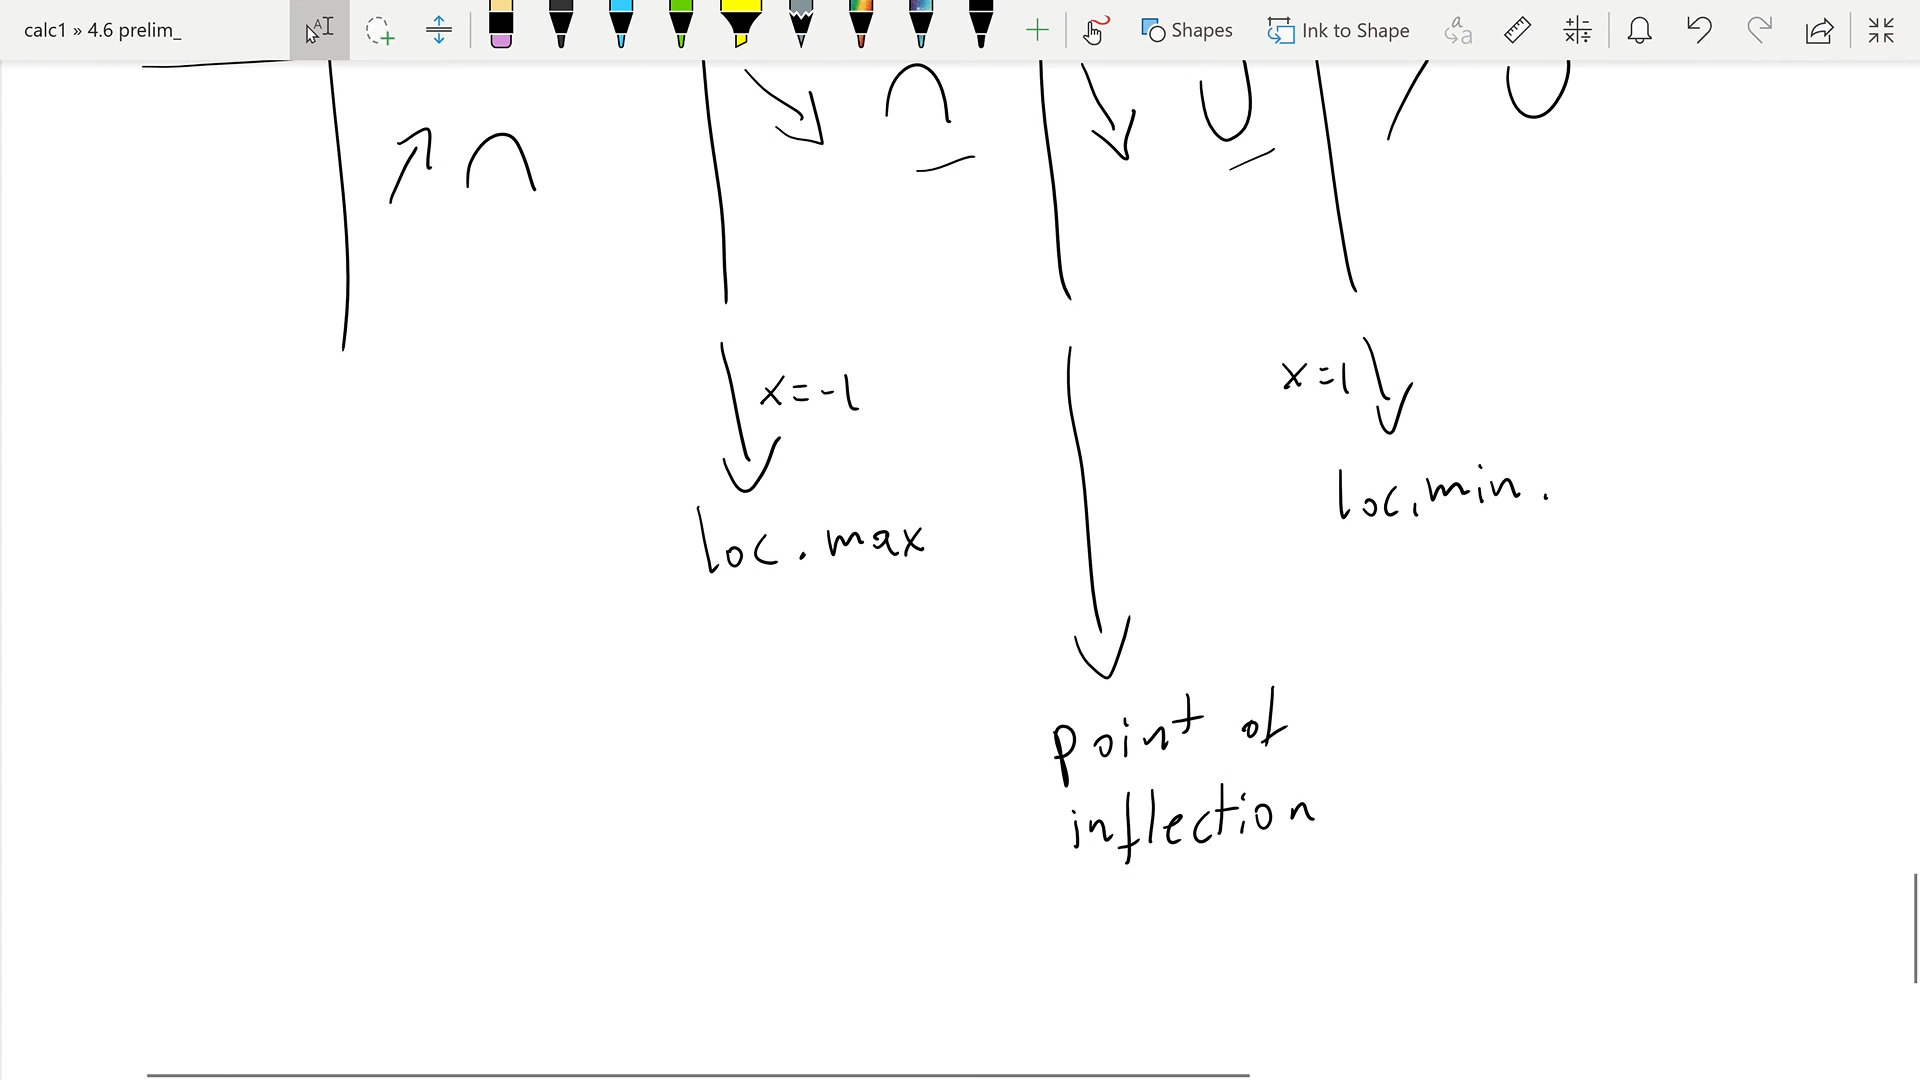 calc1 » 4.6 prelim_
Shapes
Ink to Shape
x=-1
x=1
loc. max
loc. min.
point of
inflection